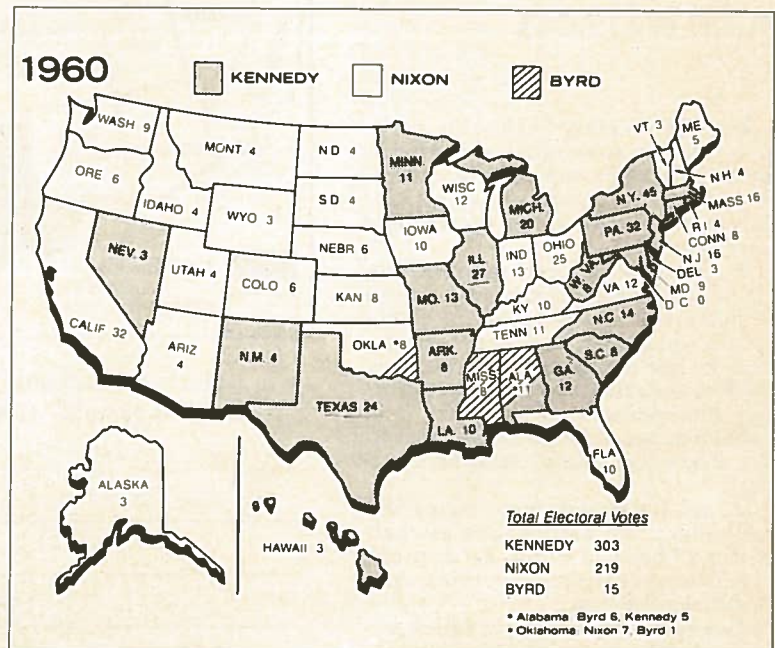 1960
KENNEDY
NIXON
BYRD
WASH 9
ORE 6
IDAHO 4
MONT 4
WYO 3
N D 4
S D 4
NEBR 6
NEV. 3
UTAH 4
COLO 6
KAN 8
CALIF 32
ARIZ
4
N.M. 4
OKLA *8
TEXAS 24
MINN.
11
IOWA
10
MO. 13
ARK.
8
LA. 10
WISC
12
ILL
27
MICH.
20
IND
13
OHIO
25
KY 10
TENN 11
MISS
8
ALA
*11
GA.
12
FLA
10
S.C. 8
N.C. 14
VA 12
W. VA.
8
PA. 32
N.Y. 45
VT 3
ME
5
N H 4
MASS 16
R I 4
CONN 8
N J 16
DEL 3
MD 9
D C 0
ALASKA
3
HAWAII 3
Total Electoral Votes
KENNEDY 303
NIXON 219
BYRD 15
* Alabama: Byrd 6, Kennedy 5
* Oklahoma: Nixon 7, Byrd 1